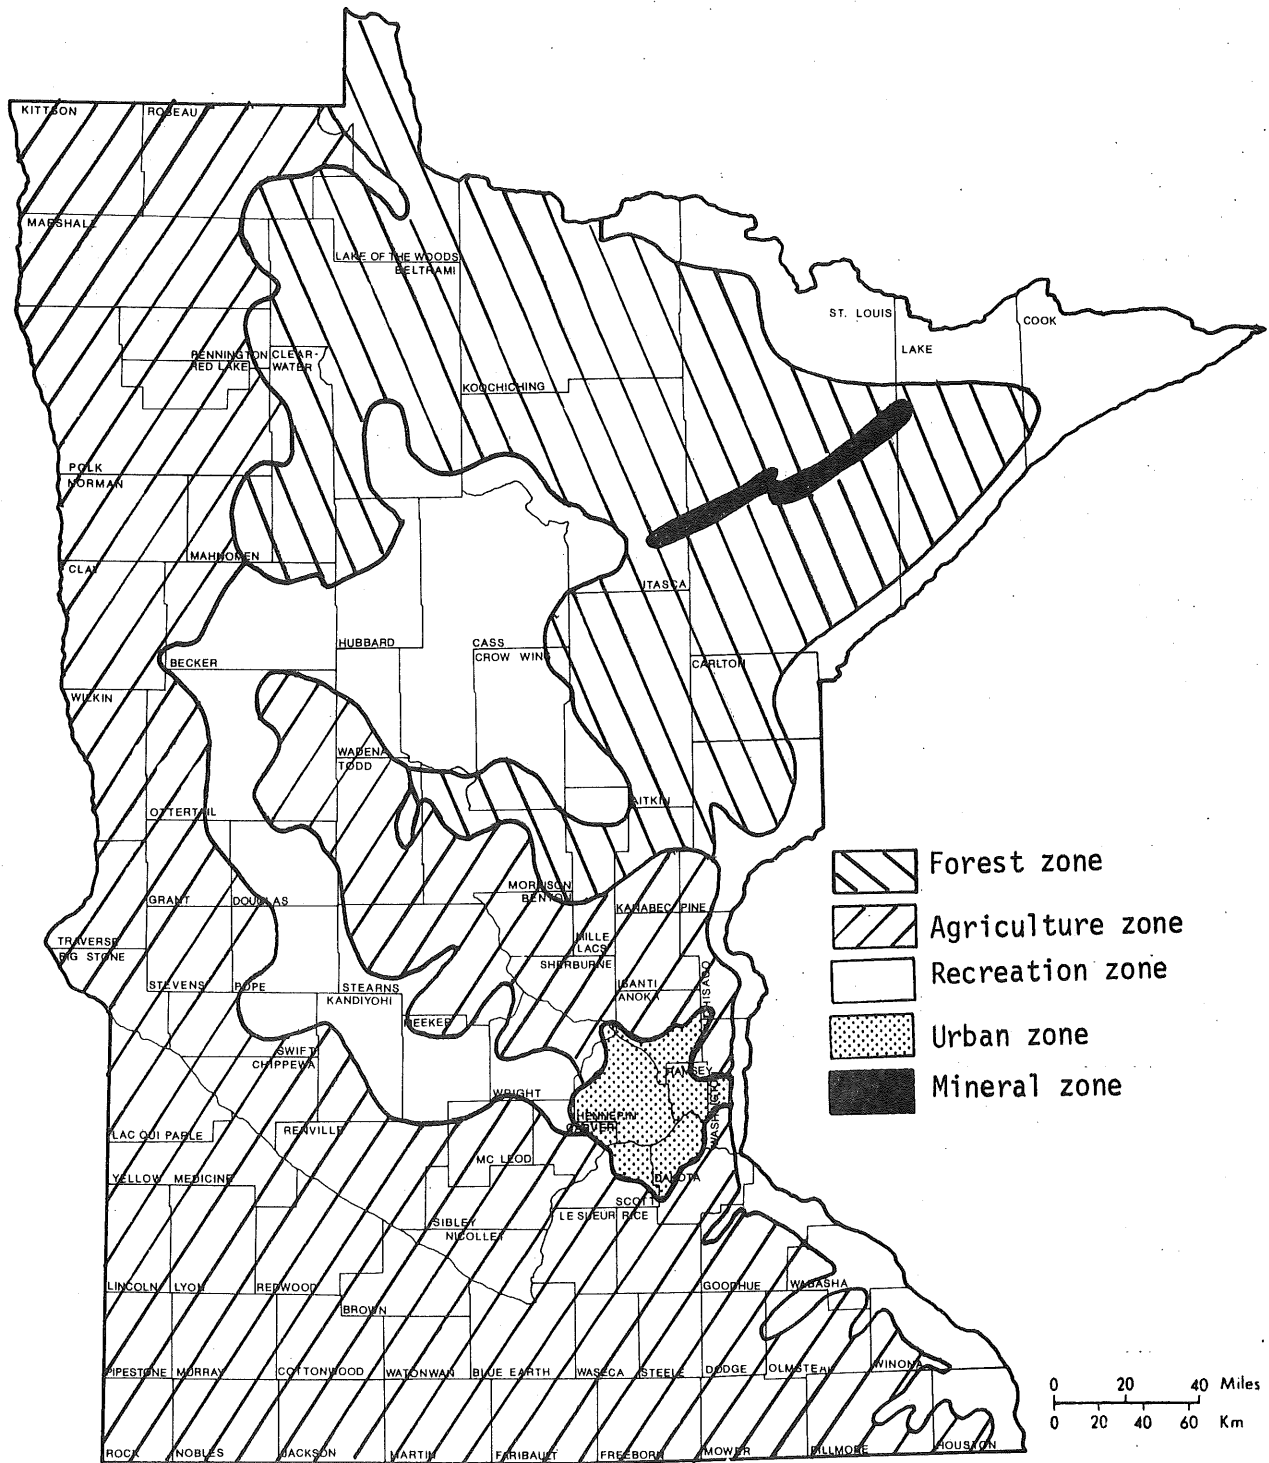 KITTSON
ROSEAU
MARSHALL
LAKE OF THE WOODS
BELTRAMI
ST. LOUIS
COOK
LAKE
PENNINGTON
CLEAR-
RED LAKE
WATER
KOOCHICHING
POLK
NORMAN
MAHNOMEN
CLAY
ITASCA
HUBBARD
CASS
CROW WING
BECKER
CARLTON
WILKIN
WADENA
TODD
OTTERTAIL
AITKIN
Forest zone
MORRISON
BENTON
GRANT
DOUGLAS
KANABEC
PINE
Agriculture zone
TRAVERSE
BIG STONE
MILLE
LACS
SHERBURNE
Recreation zone
STEVENS
POPE
STEARNS
KANDIYOHI
ISANTI
ANOKA
CHISAGO
MEEKER
Urban zone
SWIFT
CHIPPEWA
RAMSEY
WRIGHT
Mineral zone
HENNEPIN
CARVER
WASHINGTON
LAC QUI PARLE
RENVILLE
MC LEOD
YELLOW MEDICINE
DAKOTA
SCOTT
SIBLEY
LE SUEUR
RICE
NICOLLET
LINCOLN
LYON
REDWOOD
GOODHUE
WABASHA
BROWN
PIPESTONE
MURRAY
COTTONWOOD
WATONWAN
BLUE EARTH
WASECA
STEELE
DODGE
OLMSTEAD
WINONA
0 20 40 Miles
0 20 40 60 Km
ROCK
NOBLES
JACKSON
MARTIN
FARIBAULT
FREEBORN
MOWER
FILLMORE
HOUSTON